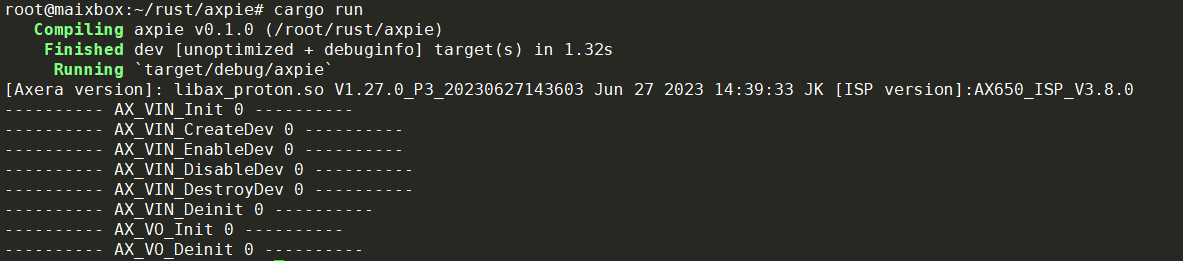 root@maixbox:~/rust/axpie# cargo run
   Compiling axpie v0.1.0 (/root/rust/axpie)
    Finished dev [unoptimized + debuginfo] target(s) in 1.32s
     Running `target/debug/axpie`
[Axera version]: libax_proton.so V1.27.0_P3_20230627143603 Jun 27 2023 14:39:33 JK [ISP version]:AX650_ISP_V3.8.0
---------- AX_VIN_Init 0 ----------
---------- AX_VIN_CreateDev 0 ----------
---------- AX_VIN_EnableDev 0 ----------
---------- AX_VIN_DisableDev 0 ----------
---------- AX_VIN_DestroyDev 0 ----------
---------- AX_VIN_Deinit 0 ----------
---------- AX_VO_Init 0 ----------
---------- AX_VO_Deinit 0 ----------